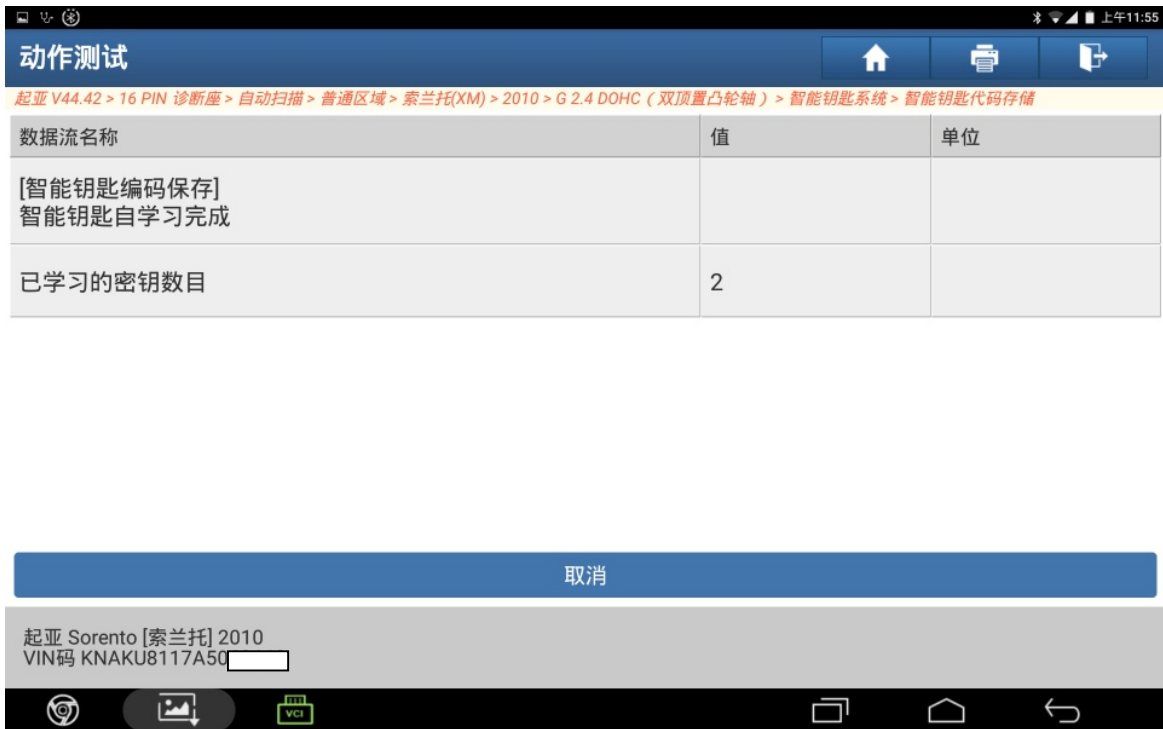 上午11:55
动作测试
起亚 V44.42 > 16 PIN 诊断座 > 自动扫描 > 普通区域 > 索兰托(XM) > 2010 > G 2.4 DOHC（双顶置凸轮轴）> 智能钥匙系统 > 智能钥匙代码存储
数据流名称 值 单位
[智能钥匙编码保存]
智能钥匙自学习完成
已学习的密钥数目 2
取消
起亚 Sorento [索兰托] 2010
VIN码 KNAKU8117A50
VCI